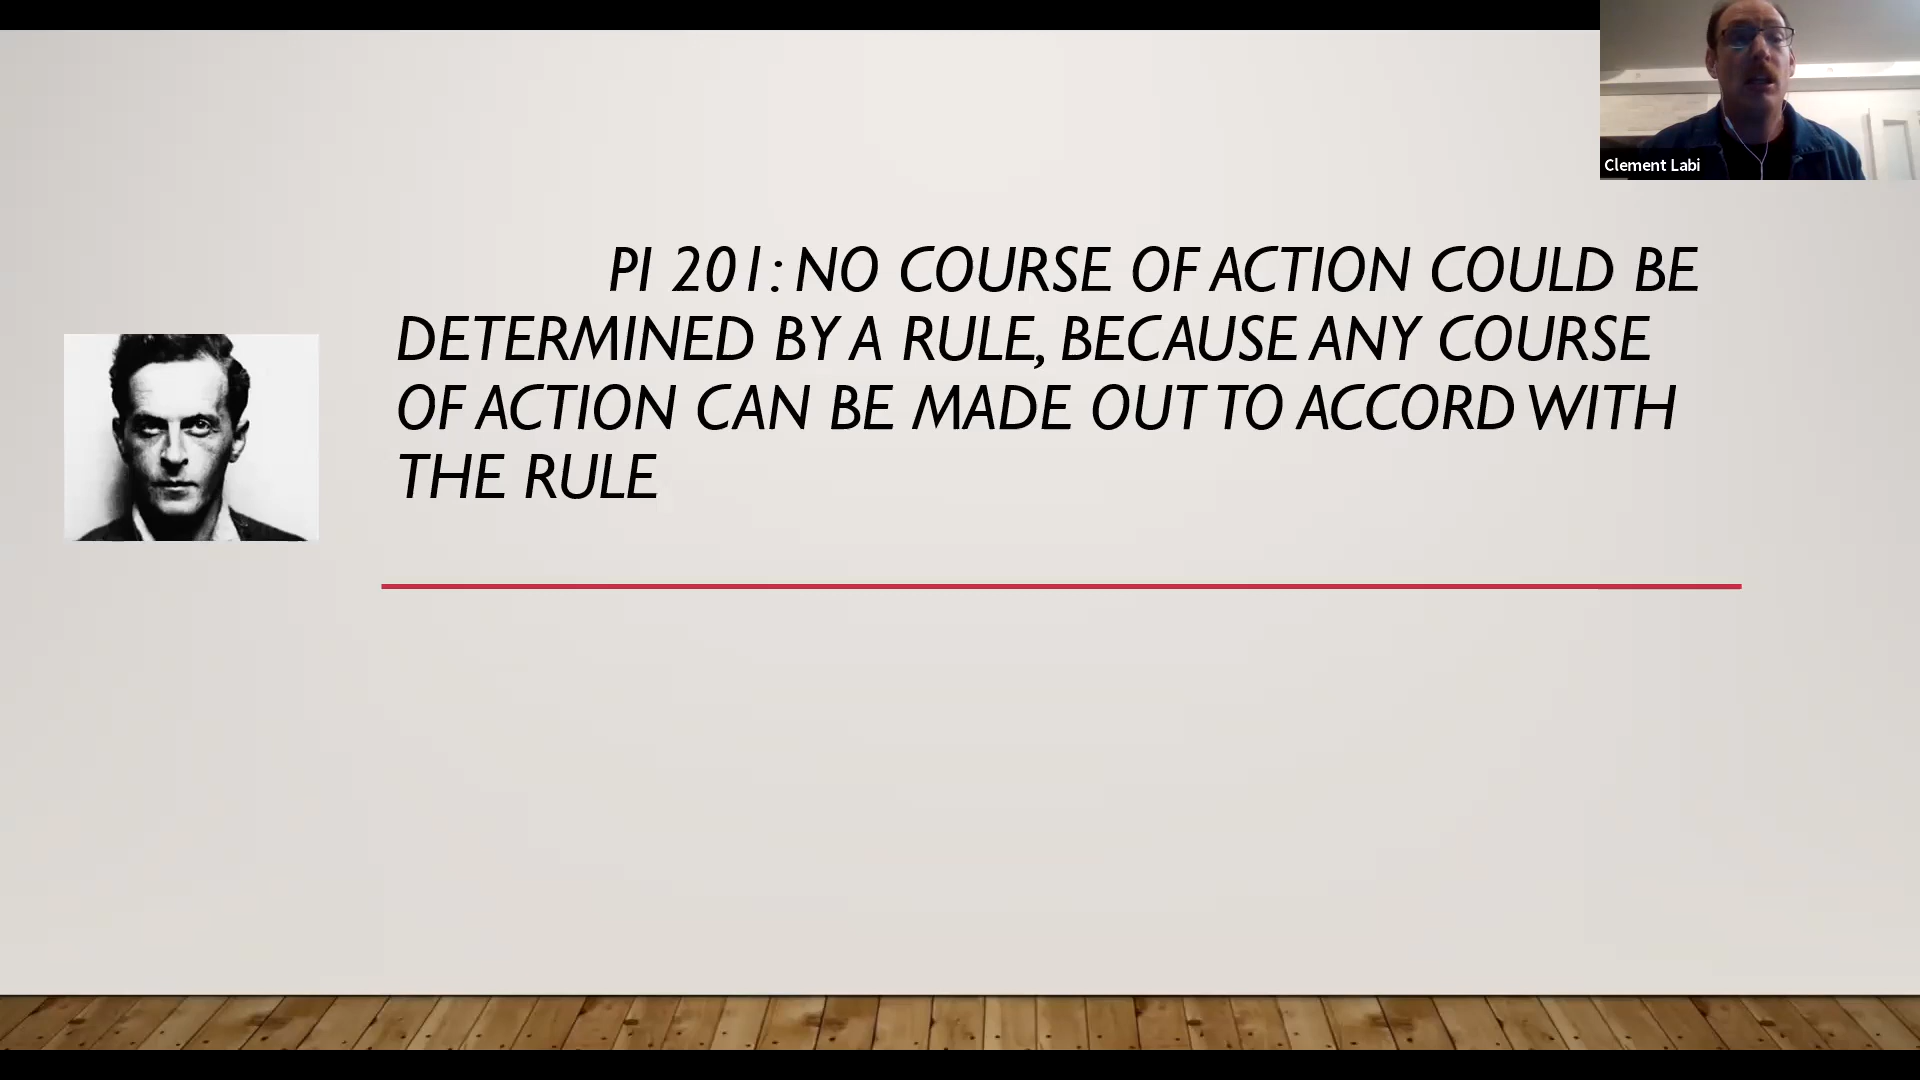 Clement Labi
PI 201: NO COURSE OF ACTION COULD BE
DETERMINED BY A RULE, BECAUSE ANY COURSE
OF ACTION CAN BE MADE OUT TO ACCORD WITH
THE RULE